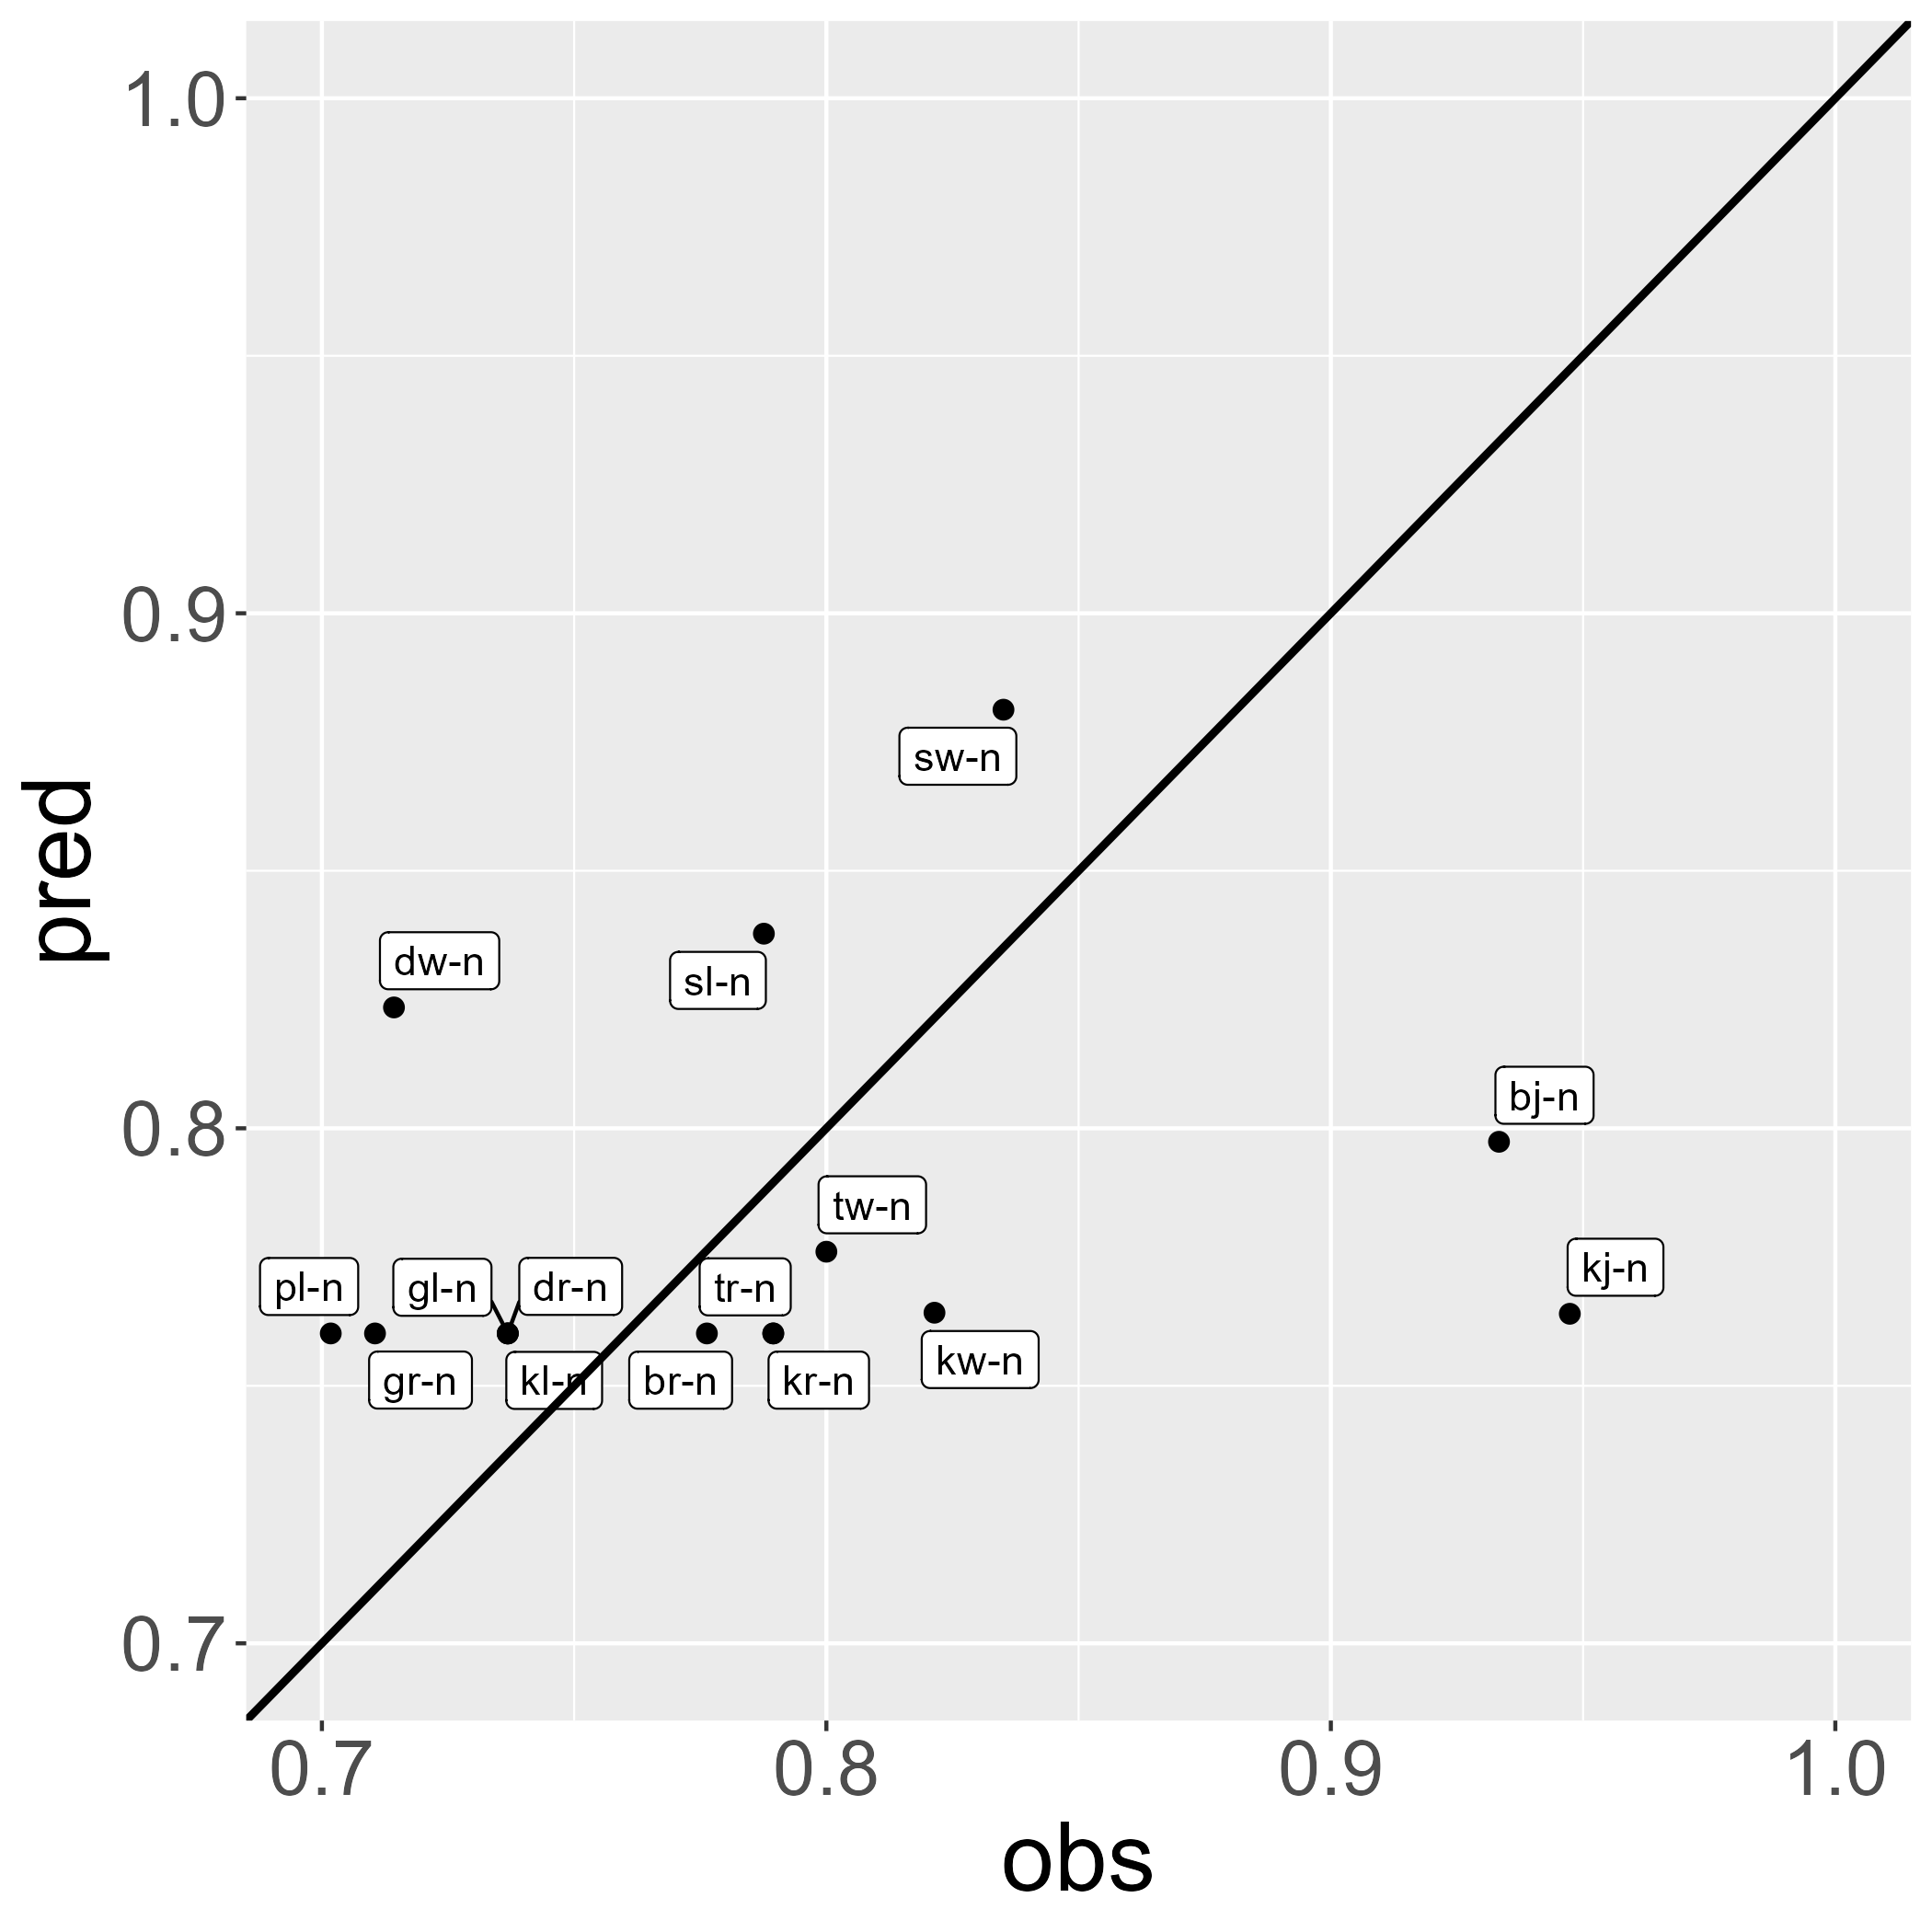 1.0
0.9
0.8
0.7
pred
sw-n
dw-n
sl-n
bj-n
tw-n
kj-n
pl-n
gl-n
dr-n
tr-n
kw-n
gr-n
kl-n
br-n
kr-n
0.7
0.8
0.9
1.0
obs